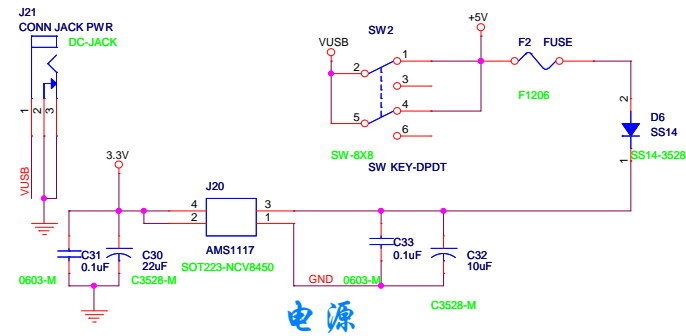 J21
CONN JACK PWR
DC-JACK
1
2
3
VUSB
SW2
VUSB
2
1
3
5
4
6
SW-8X8
SW KEY-DPDT
+5V
F2 FUSE
F1206
2
D6
SS14
SS14-3528
1
3.3V
J20
4
2
3
1
AMS1117
SOT223-NCV8450
C31
0.1uF
0603-M
C30
22uF
C3528-M
GND
C33
0.1uF
0603-M
C32
10uF
C3528-M
电源